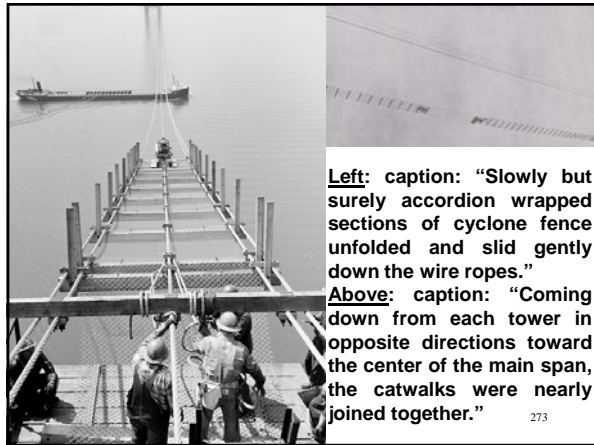 Left: caption: “Slowly but
surely accordion wrapped
sections of cyclone fence
unfolded and slid gently
down the wire ropes.”
Above: caption: “Coming
down from each tower in
opposite directions toward
the center of the main span,
the catwalks were nearly
joined together.”
273